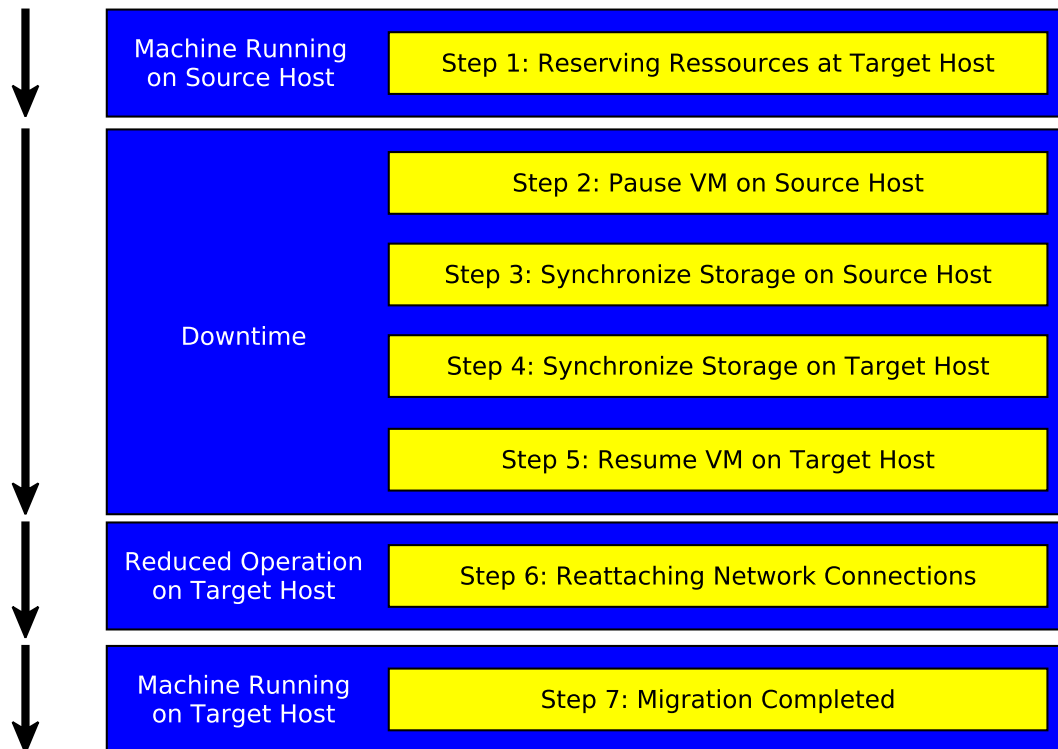 Machine Running
on Source Host
Step 1: Reserving Ressources at Target Host
Downtime
Step 2: Pause VM on Source Host
Step 3: Synchronize Storage on Source Host
Step 4: Synchronize Storage on Target Host
Step 5: Resume VM on Target Host
Reduced Operation
on Target Host
Step 6: Reattaching Network Connections
Machine Running
on Target Host
Step 7: Migration Completed